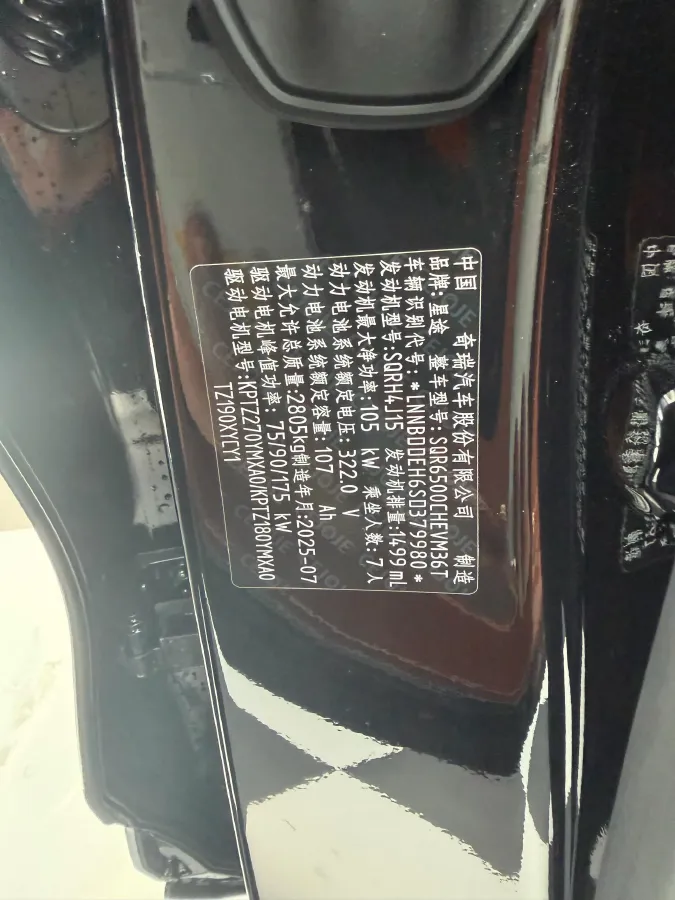 中国 奇瑞汽车股份有限公司 制造
品牌:星途 整车型号:SQR6500CHEVM36T
车辆识别代号:*LNNBDDEH6SD379980*
发动机型号:SQRH4J15 发动机排量:1499mL
发动机最大净功率:105 kW 乘坐人数:7人
动力电池系统额定电压:322.0 V
动力电池系统额定容量:107 Ah
最大允许总质量:2805kg制造年月:2025-07
驱动电机峰值功率:75/90/175 kW
驱动电机型号:KPTZ270YMXA0/KPTZ180YMXA0
TZ190XYLY1